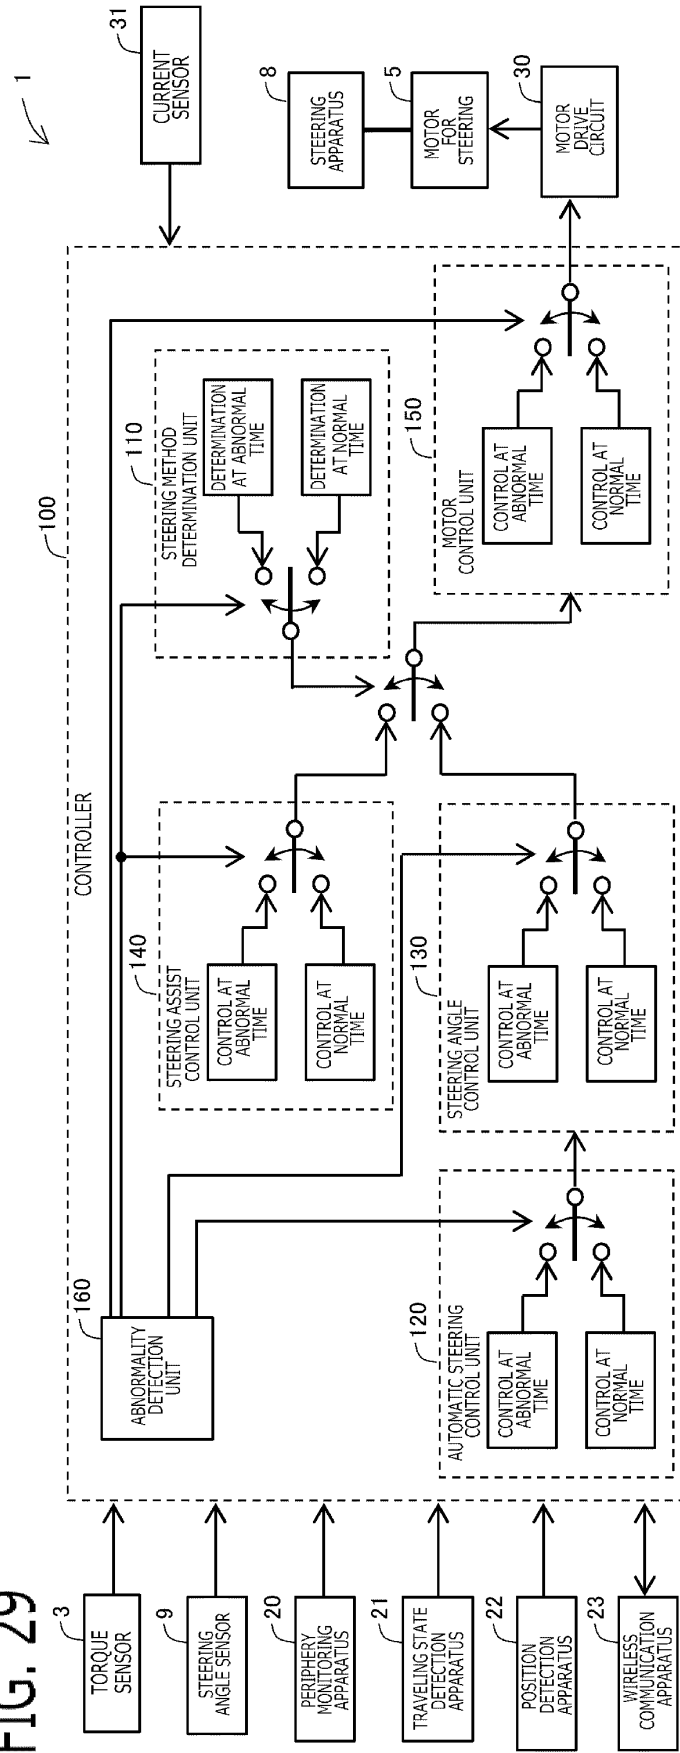 FIG. 29
1
3
TORQUE
SENSOR
9
STEERING
ANGLE SENSOR
20
PERIPHERY
MONITORING
APPARATUS
21
TRAVELING STATE
DETECTION
APPARATUS
22
POSITION
DETECTION
APPARATUS
23
WIRELESS
COMMUNICATION
APPARATUS
100
CONTROLLER
160
ABNORMALITY
DETECTION
UNIT
120
AUTOMATIC STEERING
CONTROL UNIT
CONTROL AT
ABNORMAL
TIME
CONTROL AT
NORMAL
TIME
140
STEERING ASSIST
CONTROL UNIT
CONTROL AT
ABNORMAL
TIME
CONTROL AT
NORMAL
TIME
130
STEERING ANGLE
CONTROL UNIT
CONTROL AT
ABNORMAL
TIME
CONTROL AT
NORMAL
TIME
110
STEERING METHOD
DETERMINATION UNIT
DETERMINATION
AT ABNORMAL
TIME
DETERMINATION
AT NORMAL
TIME
150
MOTOR
CONTROL UNIT
CONTROL AT
ABNORMAL
TIME
CONTROL AT
NORMAL
TIME
31
CURRENT
SENSOR
8
STEERING
APPARATUS
5
MOTOR
FOR
STEERING
30
MOTOR
DRIVE
CIRCUIT